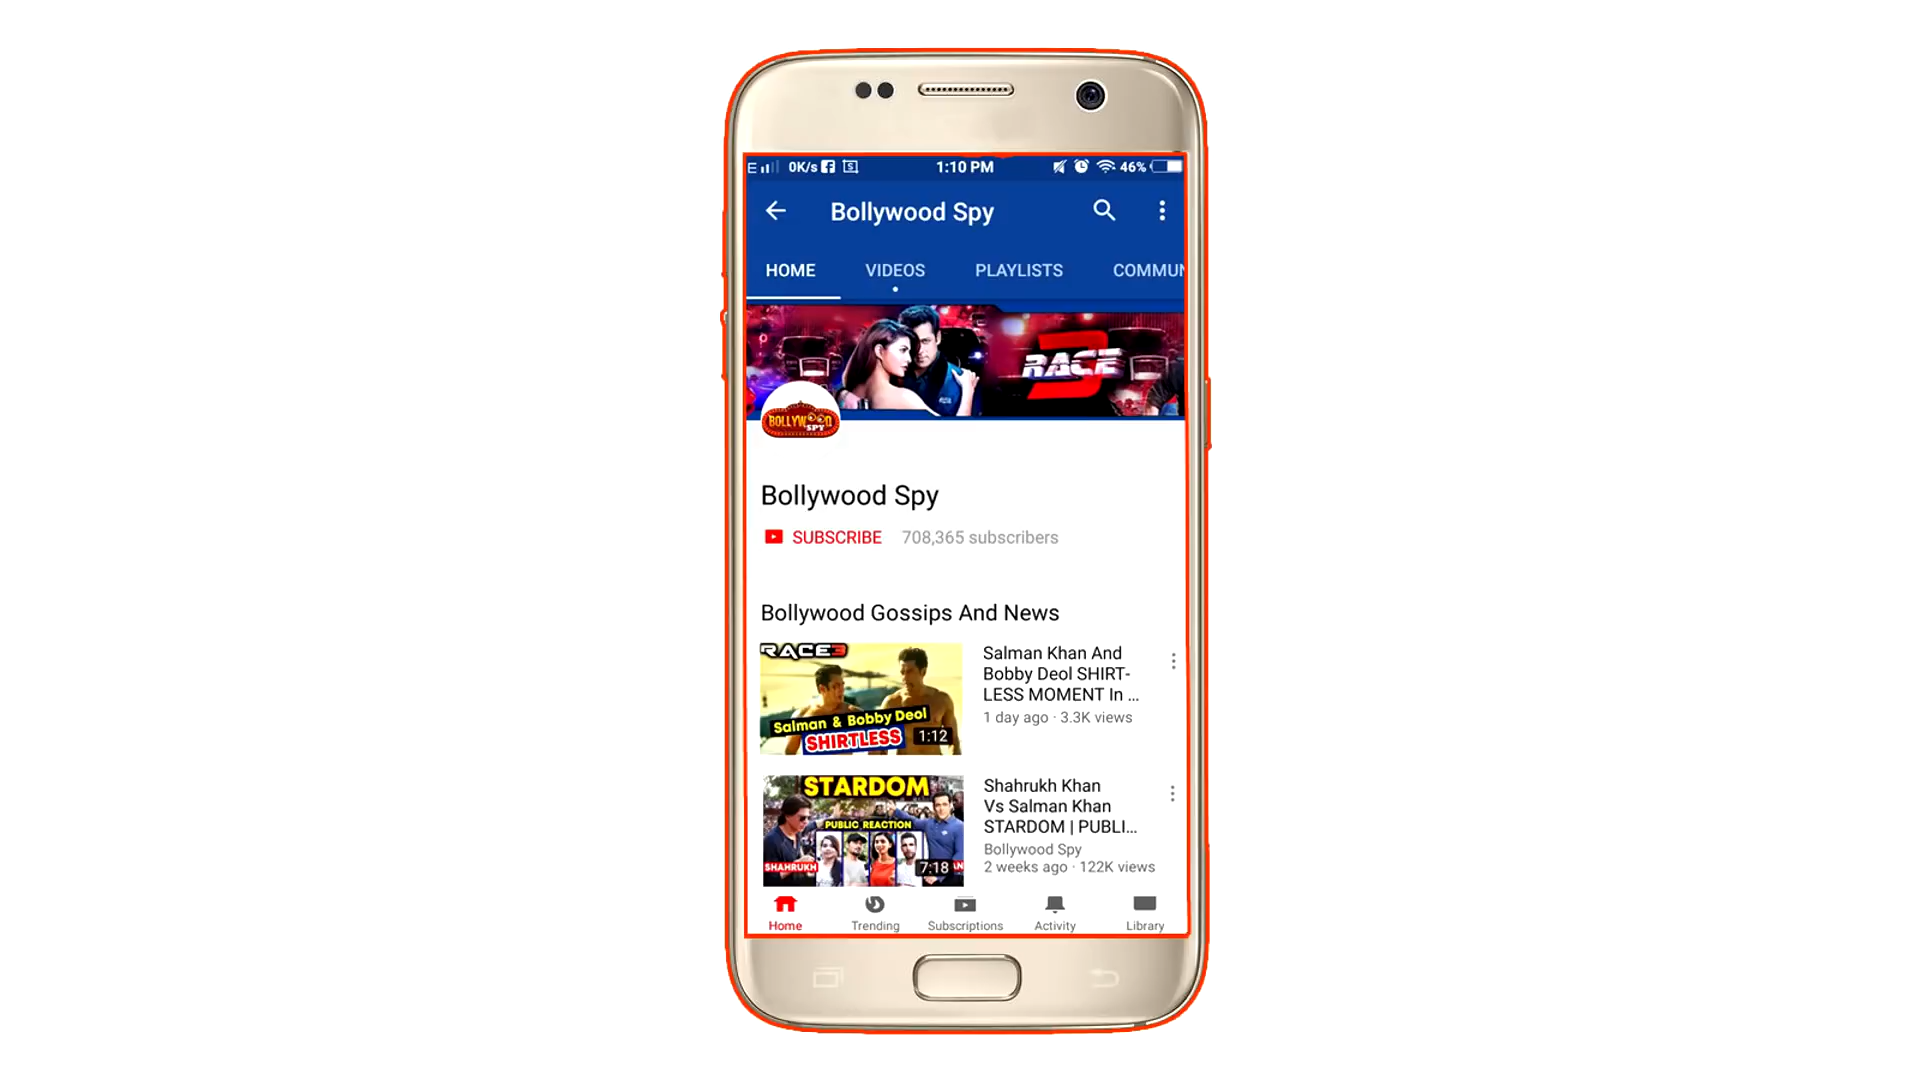 E 0K/s 1:10 PM 46%
Bollywood Spy
HOME VIDEOS PLAYLISTS COMMUN
RACE 3
BOLLYWOOD
SPY
Bollywood Spy
SUBSCRIBE 708,365 subscribers
Bollywood Gossips And News
RACE3
Salman & Bobby Deol
SHIRTLESS
1:12
Salman Khan And
Bobby Deol SHIRT-
LESS MOMENT In ...
1 day ago · 3.3K views
STARDOM
PUBLIC REACTION
SHAHRUKH
7:18
Shahrukh Khan
Vs Salman Khan
STARDOM | PUBLI...
Bollywood Spy
2 weeks ago · 122K views
Home Trending Subscriptions Activity Library